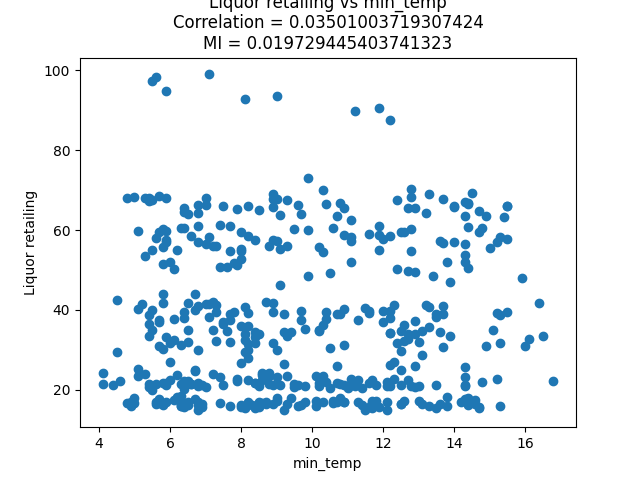 Liquor retailing vs min_temp
Correlation = 0.03501003719307424
MI = 0.019729445403741323
100
80
60
40
20
Liquor retailing
4 6 8 10 12 14 16
min_temp